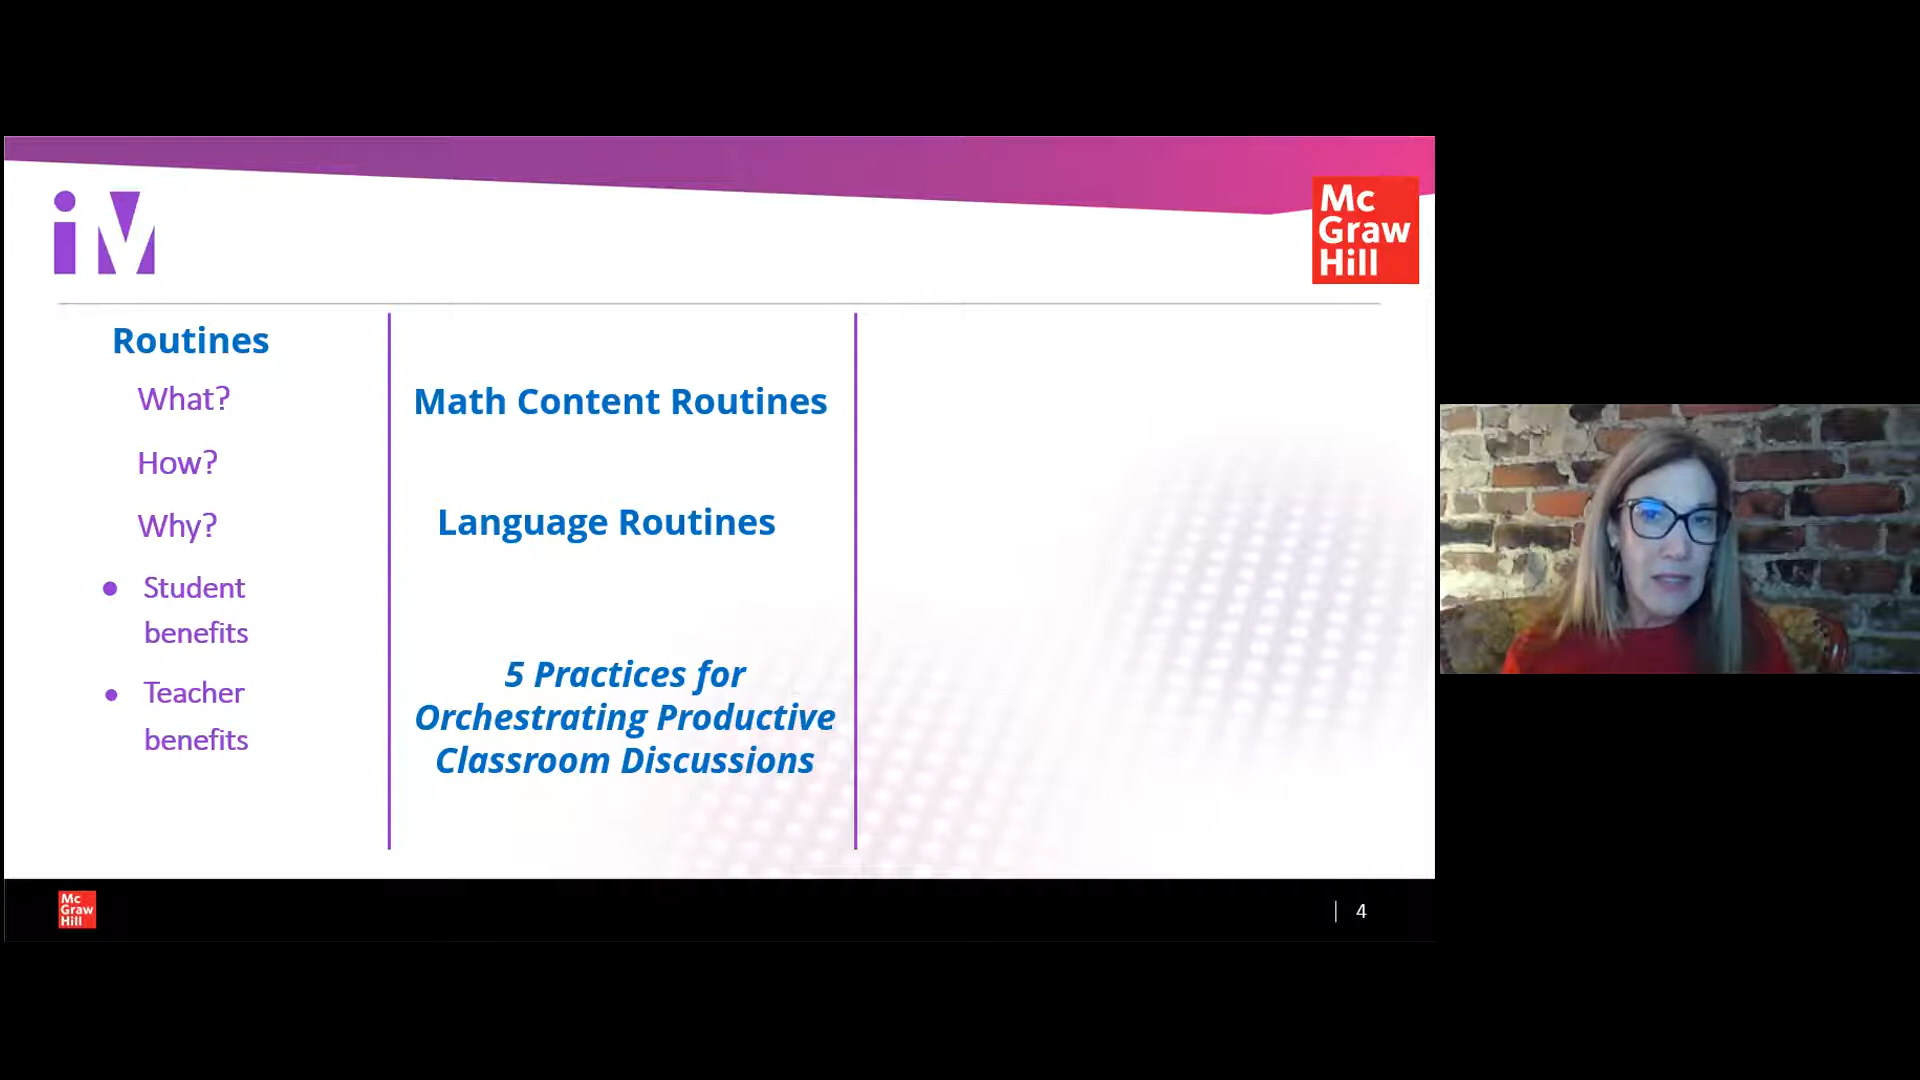 iM
Mc
Graw
Hill
Routines
What?
How?
Why?
● Student
benefits
● Teacher
benefits
Math Content Routines
Language Routines
5 Practices for
Orchestrating Productive
Classroom Discussions
Mc
Graw
Hill
| 4